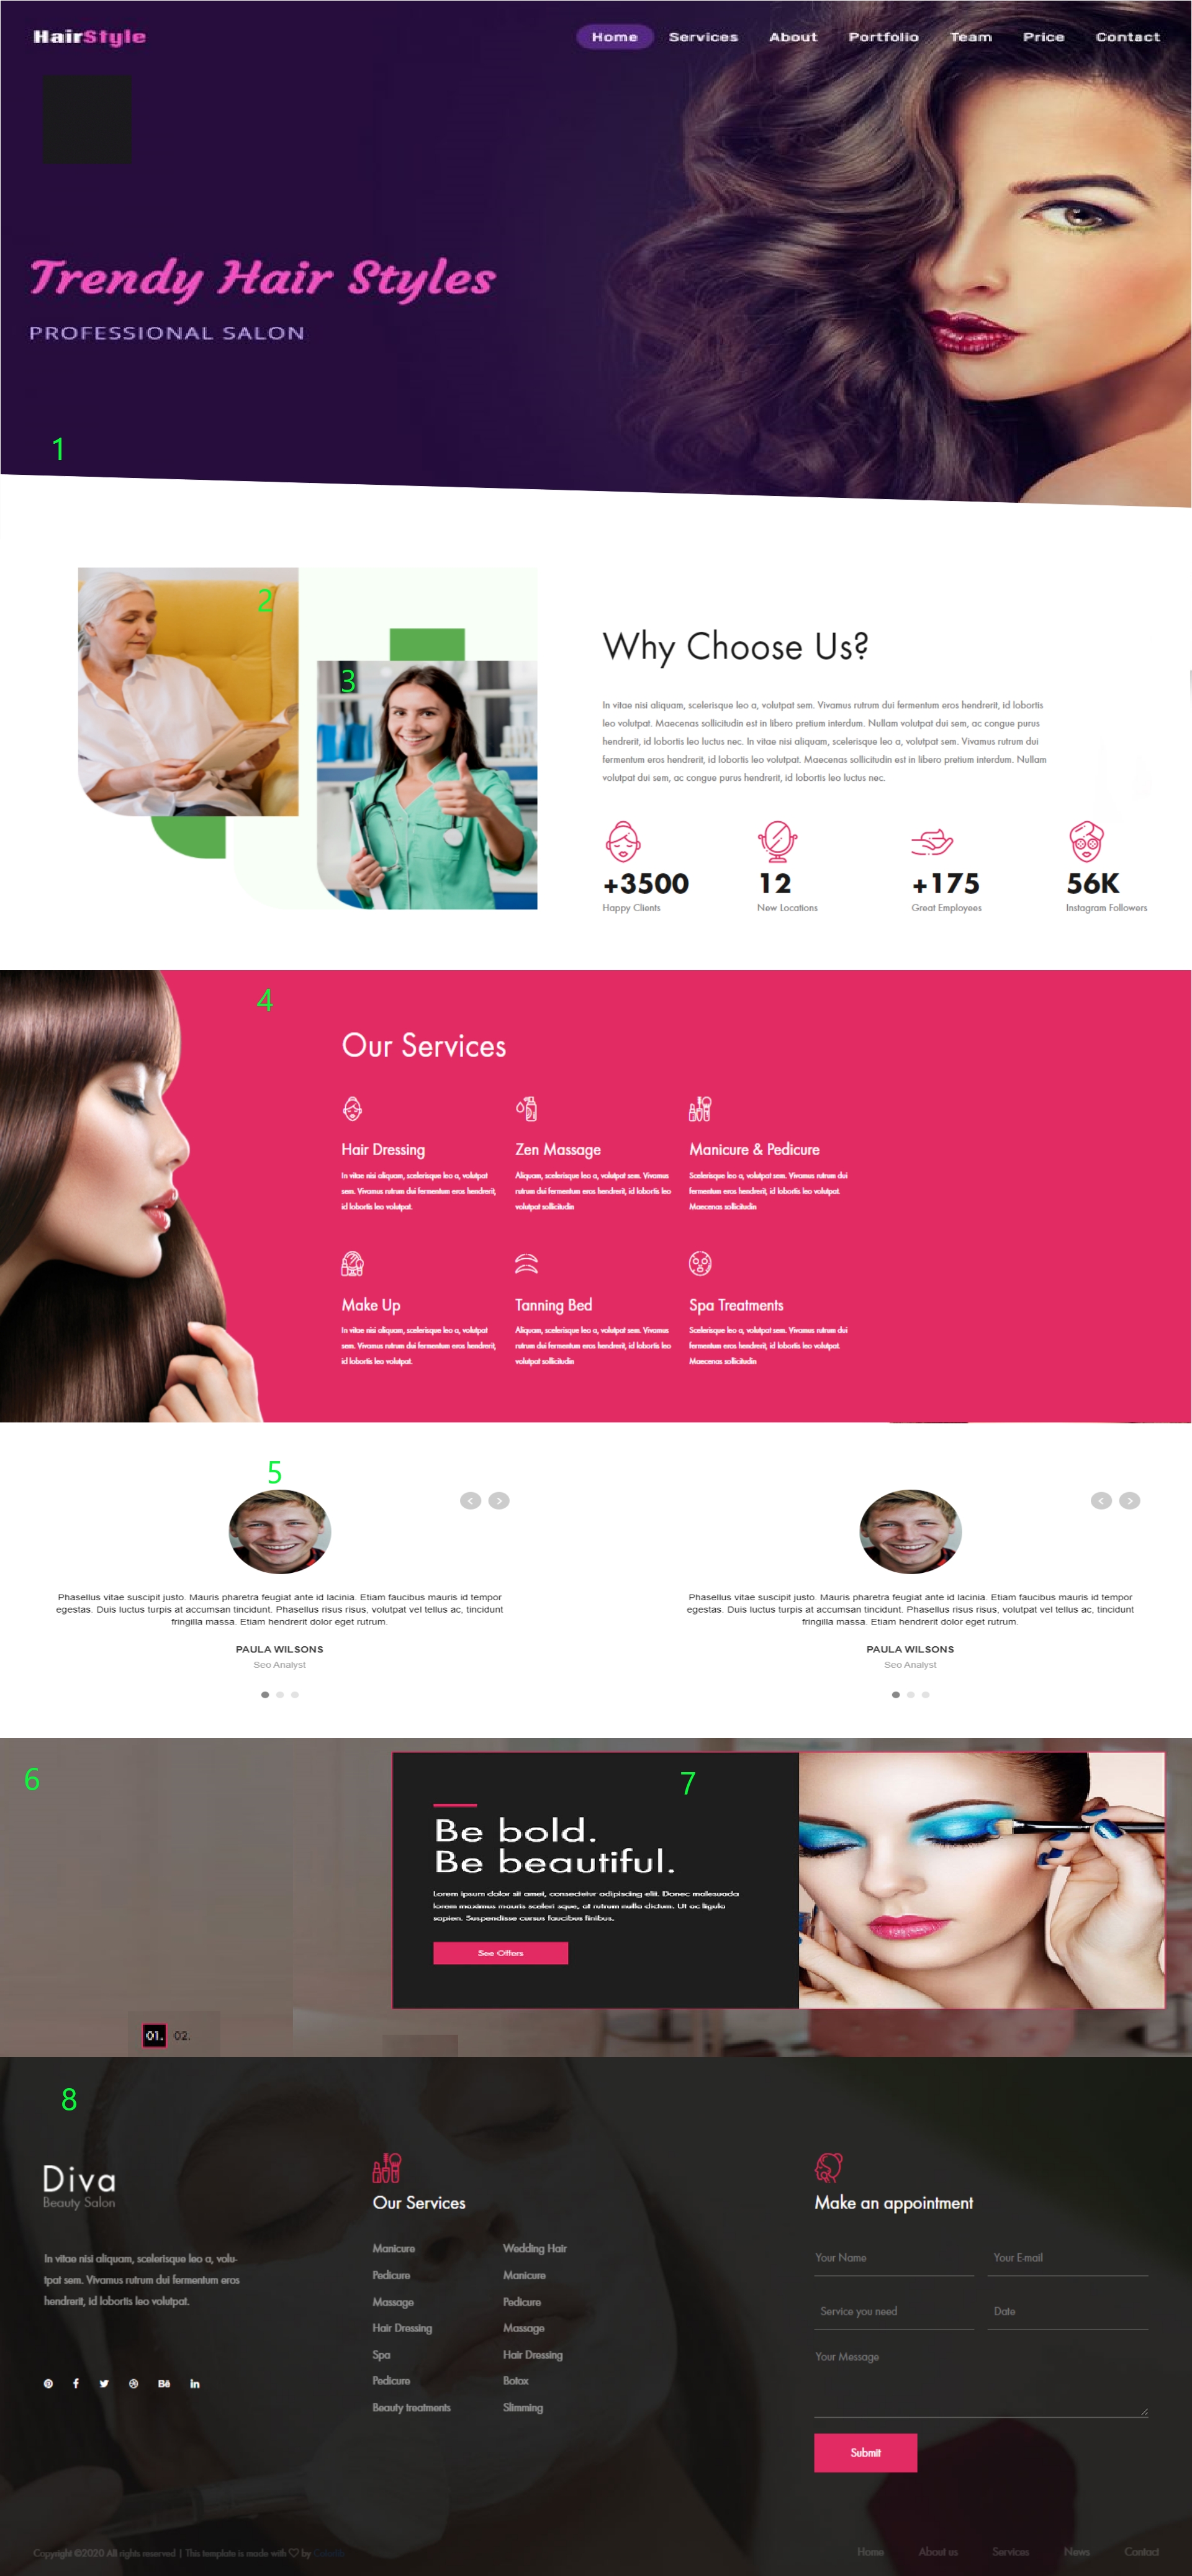 HairStyle
Home Services About Portfolio Team Price Contact
Trendy Hair Styles
PROFESSIONAL SALON
1
2
3
Why Choose Us?
In vitae nisi aliquam, scelerisque leo a, volutpat sem. Vivamus rutrum dui fermentum eros hendrerit, id lobortis
leo volutpat. Maecenas sollicitudin est in libero pretium interdum. Nullam volutpat dui sem, ac congue purus
hendrerit, id lobortis leo luctus nec. In vitae nisi aliquam, scelerisque leo a, volutpat sem. Vivamus rutrum dui
fermentum eros hendrerit, id lobortis leo volutpat. Maecenas sollicitudin est in libero pretium interdum. Nullam
volutpat dui sem, ac congue purus hendrerit, id lobortis leo luctus nec.
+3500
Happy Clients
12
New Locations
+175
Great Employees
56K
Instagram Followers
4
Our Services
Hair Dressing
In vitae nisi aliquam, scelerisque leo a, volutpat
sem. Vivamus rutrum dui fermentum eros hendrerit,
id lobortis leo volutpat.
Zen Massage
Aliquam, scelerisque leo a, volutpat sem. Vivamus
rutrum dui fermentum eros hendrerit, id lobortis leo
volutpat sollicitudin
Manicure & Pedicure
Scelerisque leo a, volutpat sem. Vivamus rutrum dui
fermentum eros hendrerit, id lobortis leo volutpat.
Maecenas sollicitudin
Make Up
In vitae nisi aliquam, scelerisque leo a, volutpat
sem. Vivamus rutrum dui fermentum eros hendrerit,
id lobortis leo volutpat.
Tanning Bed
Aliquam, scelerisque leo a, volutpat sem. Vivamus
rutrum dui fermentum eros hendrerit, id lobortis leo
volutpat sollicitudin
Spa Treatments
Scelerisque leo a, volutpat sem. Vivamus rutrum dui
fermentum eros hendrerit, id lobortis leo volutpat.
Maecenas sollicitudin
5
Phasellus vitae suscipit justo. Mauris pharetra feugiat ante id lacinia. Etiam faucibus mauris id tempor
egestas. Duis luctus turpis at accumsan tincidunt. Phasellus risus risus, volutpat vel tellus ac, tincidunt
fringilla massa. Etiam hendrerit dolor eget rutrum.
PAULA WILSONS
Seo Analyst
Phasellus vitae suscipit justo. Mauris pharetra feugiat ante id lacinia. Etiam faucibus mauris id tempor
egestas. Duis luctus turpis at accumsan tincidunt. Phasellus risus risus, volutpat vel tellus ac, tincidunt
fringilla massa. Etiam hendrerit dolor eget rutrum.
PAULA WILSONS
Seo Analyst
6
7
Be bold.
Be beautiful.
Lorem ipsum dolor sit amet, consectetur adipiscing elit. Donec malesuada
lorem maximus mauris sceleri sque, at rutrum nulla dictum. Ut ac ligula
sapien. Suspendisse cursus faucibus finibus.
See Offers
01. 02.
8
Diva
Beauty Salon
In vitae nisi aliquam, scelerisque leo a, volu-
tpat sem. Vivamus rutrum dui fermentum eros
hendrerit, id lobortis leo volutpat.
Bē
in
Our Services
Manicure
Pedicure
Massage
Hair Dressing
Spa
Pedicure
Beauty treatments
Wedding Hair
Manicure
Pedicure
Massage
Hair Dressing
Botox
Slimming
Make an appointment
Your Name
Your E-mail
Service you need
Date
Your Message
Submit
Copyright ©2020 All rights reserved | This template is made with ♡ by Colorlib
Home About us Services News Contact